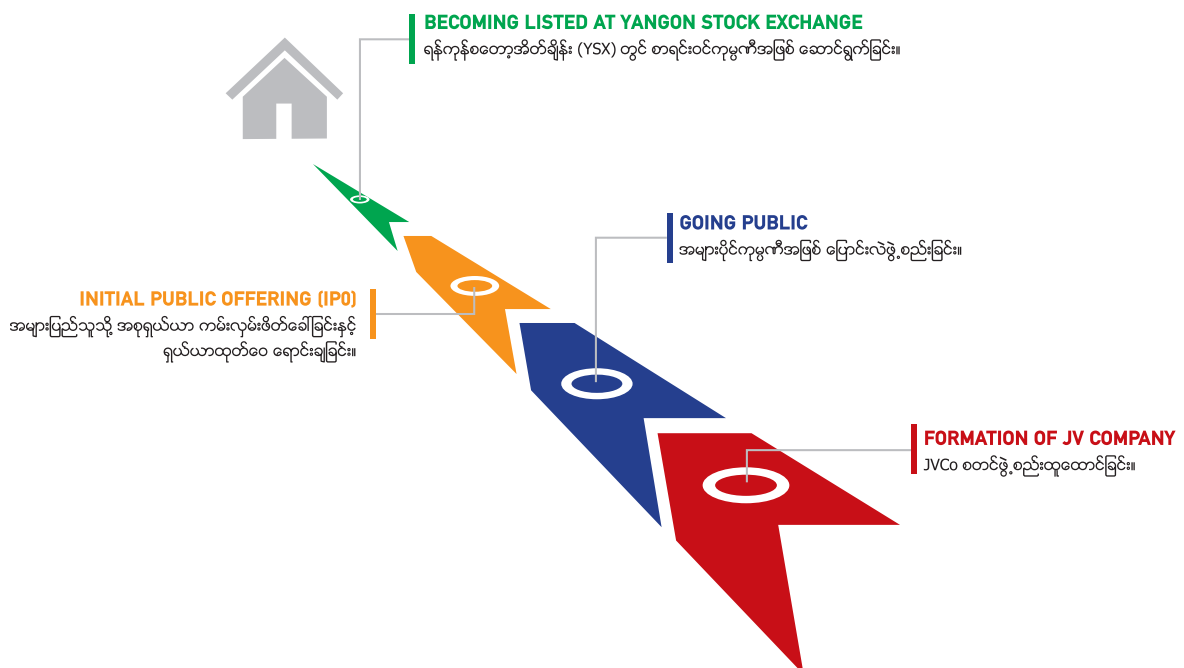 BECOMING LISTED AT YANGON STOCK EXCHANGE
ရန်ကုန်စတော့အိတ်ချိန်း (YSX) တွင် စာရင်းဝင်ကုမ္ပဏီအဖြစ် ဆောင်ရွက်ခြင်း။
GOING PUBLIC
အများပိုင်ကုမ္ပဏီအဖြစ် ပြောင်းလဲဖွဲ့စည်းခြင်း။
INITIAL PUBLIC OFFERING (IPO)
အများပြည်သူသို့ အစုရှယ်ယာ ကမ်းလှမ်းဖိတ်ခေါ်ခြင်းနှင့်
ရှယ်ယာထုတ်ဝေ ရောင်းချခြင်း။
FORMATION OF JV COMPANY
JVCo စတင်ဖွဲ့စည်းထူထောင်ခြင်း။